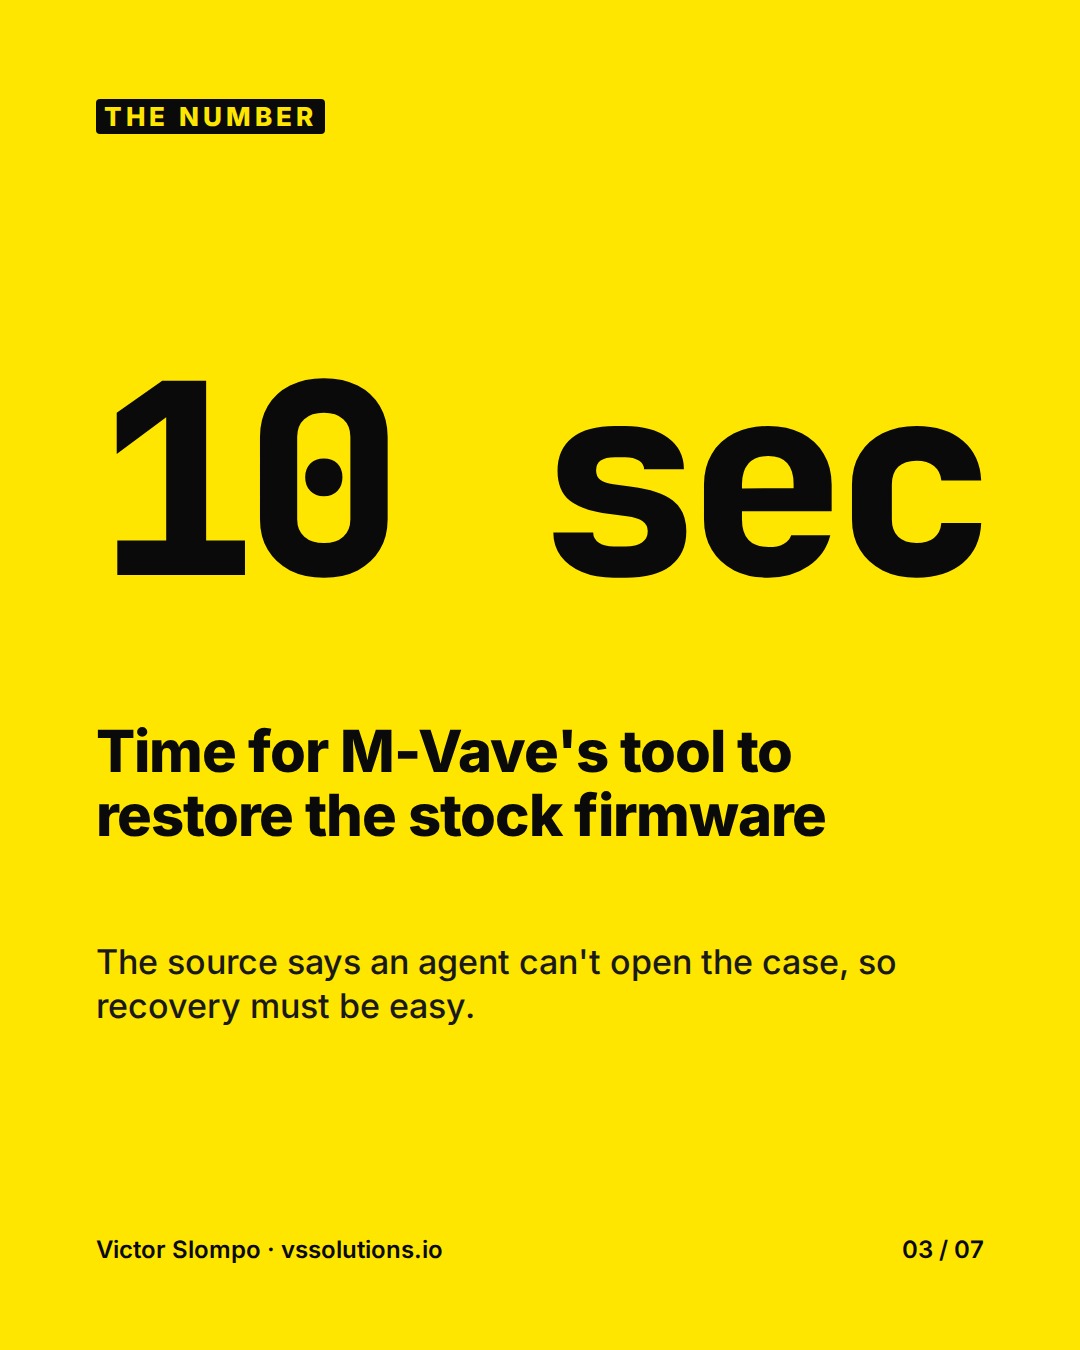 THE NUMBER
10 sec
Time for M-Vave's tool to
restore the stock firmware
The source says an agent can't open the case, so
recovery must be easy.
Victor Slompo · vssolutions.io
03 / 07